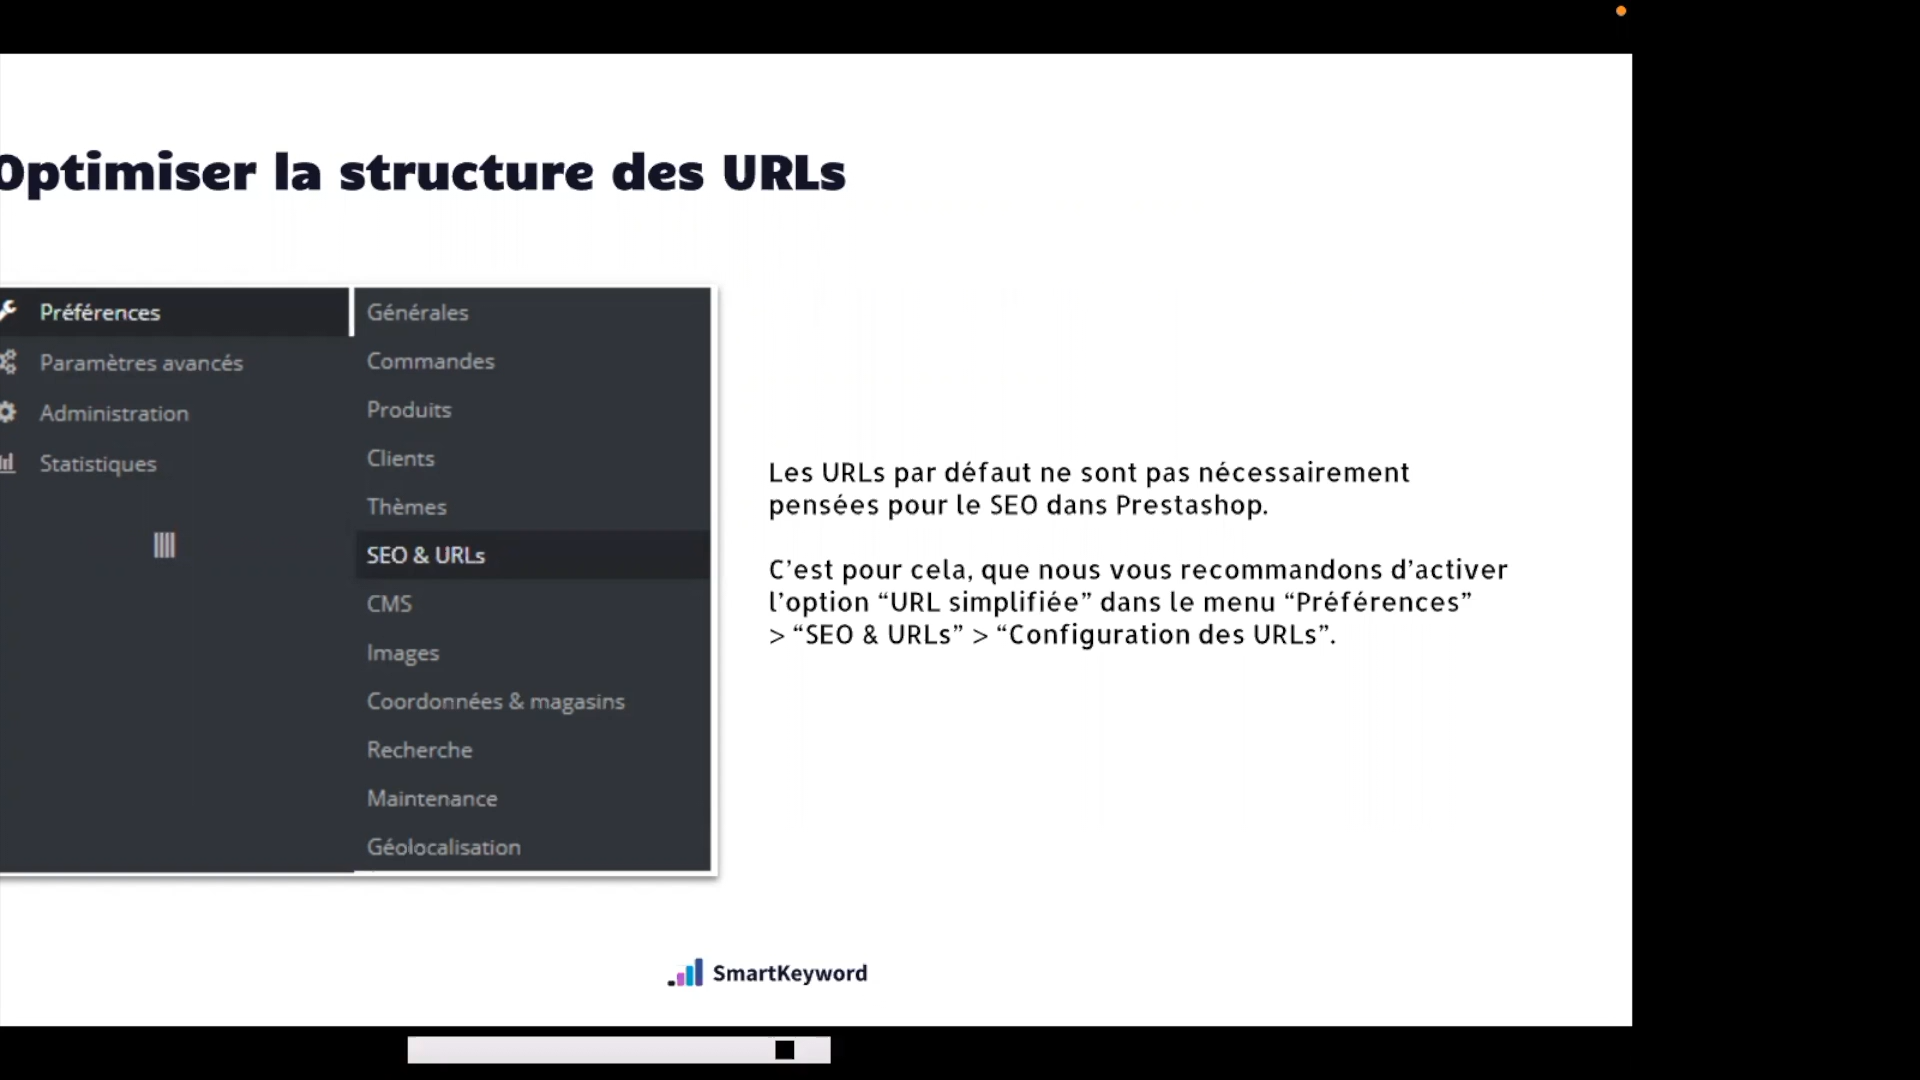 Optimiser la structure des URLs
Préférences
Paramètres avancés
Administration
Statistiques
Générales
Commandes
Produits
Clients
Thèmes
SEO & URLs
CMS
Images
Coordonnées & magasins
Recherche
Maintenance
Géolocalisation
Les URLs par défaut ne sont pas nécessairement
pensées pour le SEO dans Prestashop.
C’est pour cela, que nous vous recommandons d’activer
l’option “URL simplifiée” dans le menu “Préférences”
> “SEO & URLs” > “Configuration des URLs”.
SmartKeyword